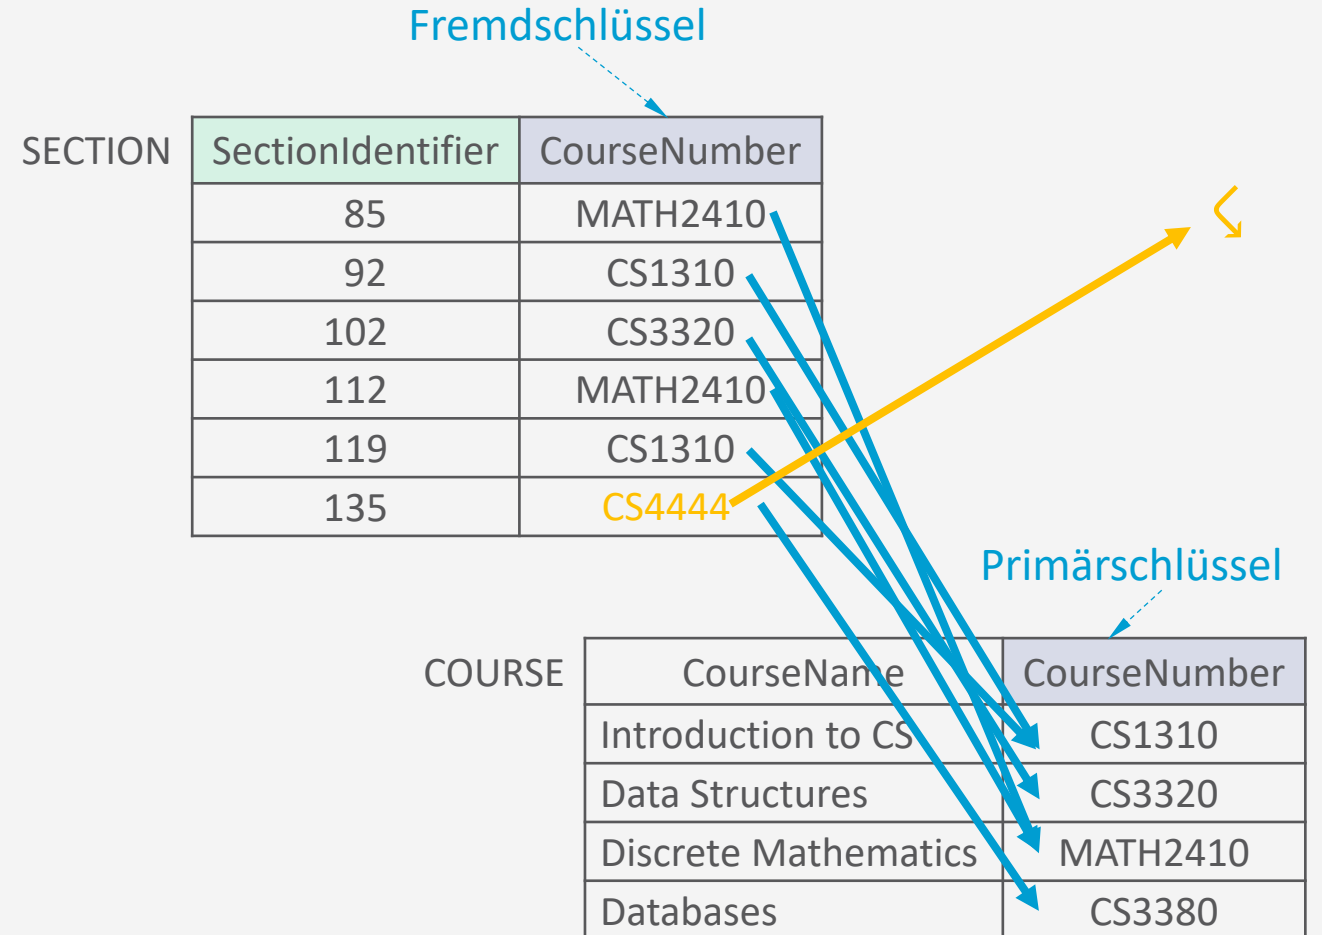 Fremdschlüssel
SECTION SectionIdentifier CourseNumber
85 MATH2410
92 CS1310
102 CS3320
112 MATH2410
119 CS1310
135 CS4444
Primärschlüssel
COURSE CourseName CourseNumber
Introduction to CS CS1310
Data Structures CS3320
Discrete Mathematics MATH2410
Databases CS3380